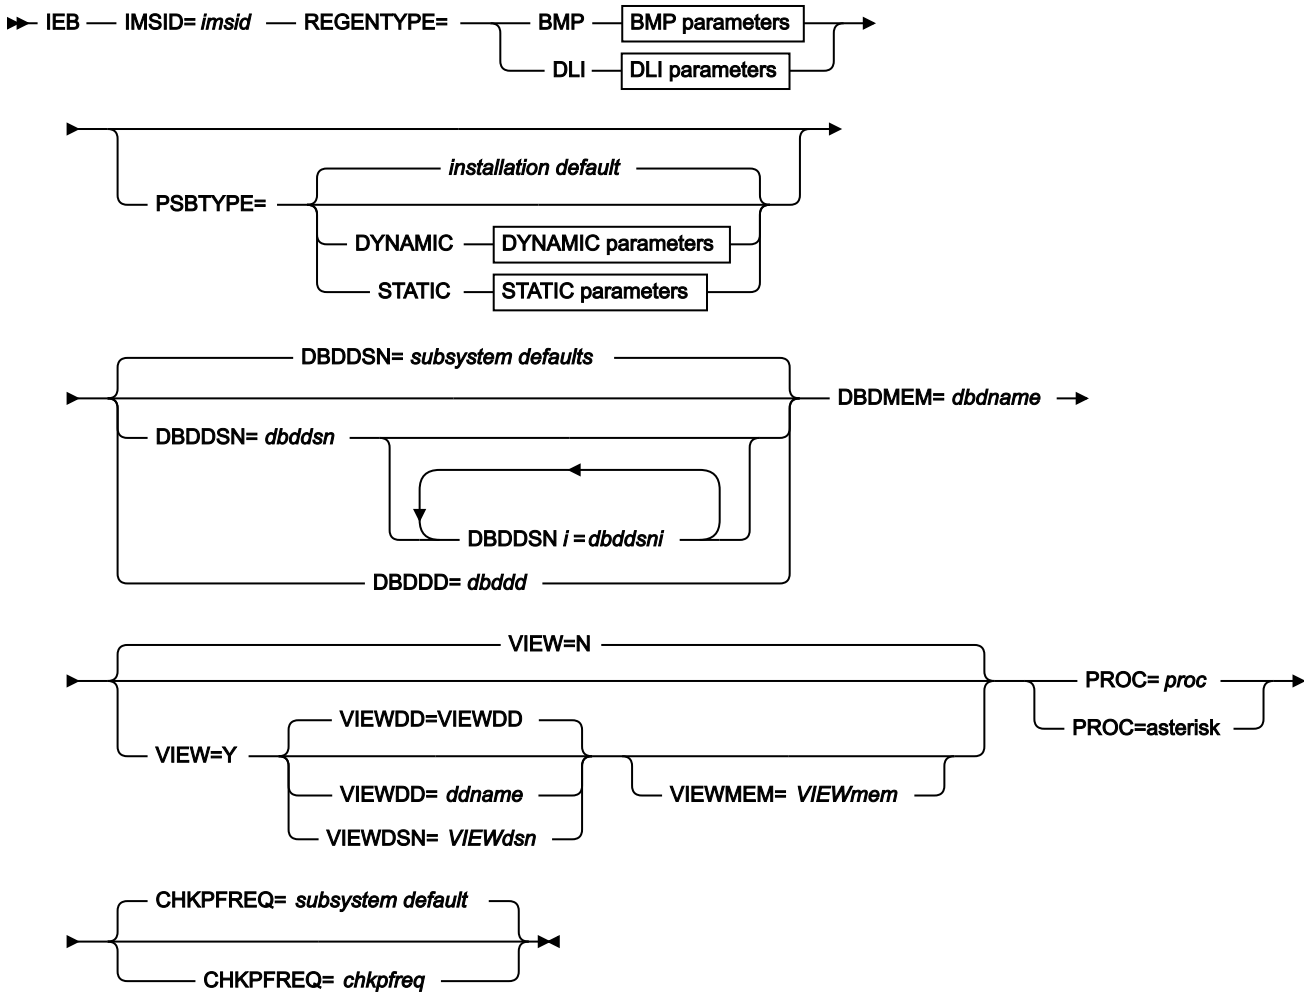 IEB IMSID= imsid REGENTYPE= BMP BMP parameters
DLI DLI parameters
installation default
PSBTYPE=
DYNAMIC DYNAMIC parameters
STATIC STATIC parameters
DBDDSN= subsystem defaults
DBDMEM= dbdname
DBDDSN= dbddsn
DBDDSN i =dbddsni
DBDDD= dbddd
VIEW=N
PROC= proc
VIEWDD=VIEWDD
PROC=asterisk
VIEW=Y
VIEWDD= ddname
VIEWMEM= VIEWmem
VIEWDSN= VIEWdsn
CHKPFREQ= subsystem default
CHKPFREQ= chkpfreq